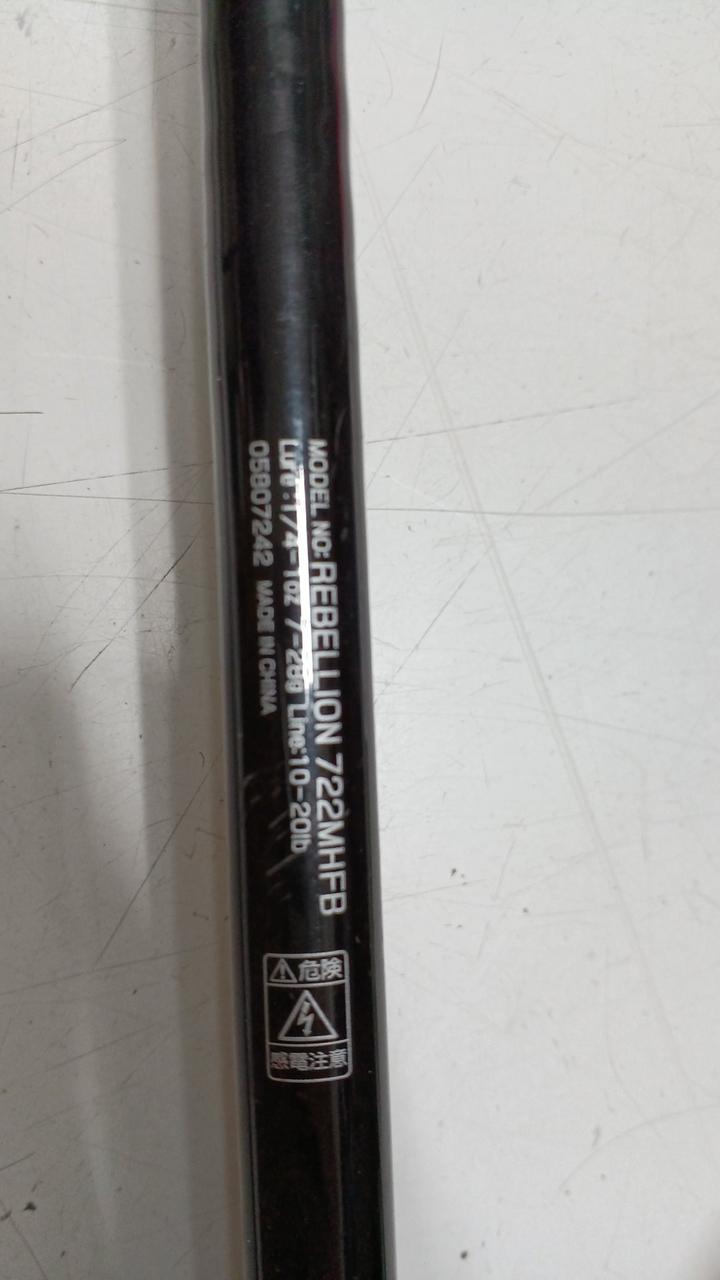 MODEL NO:REBELLION 722MHFB
Lure:1/4-1oz 7-28g Line:10-20lb
05807242 MADE IN CHINA
危険
感電注意